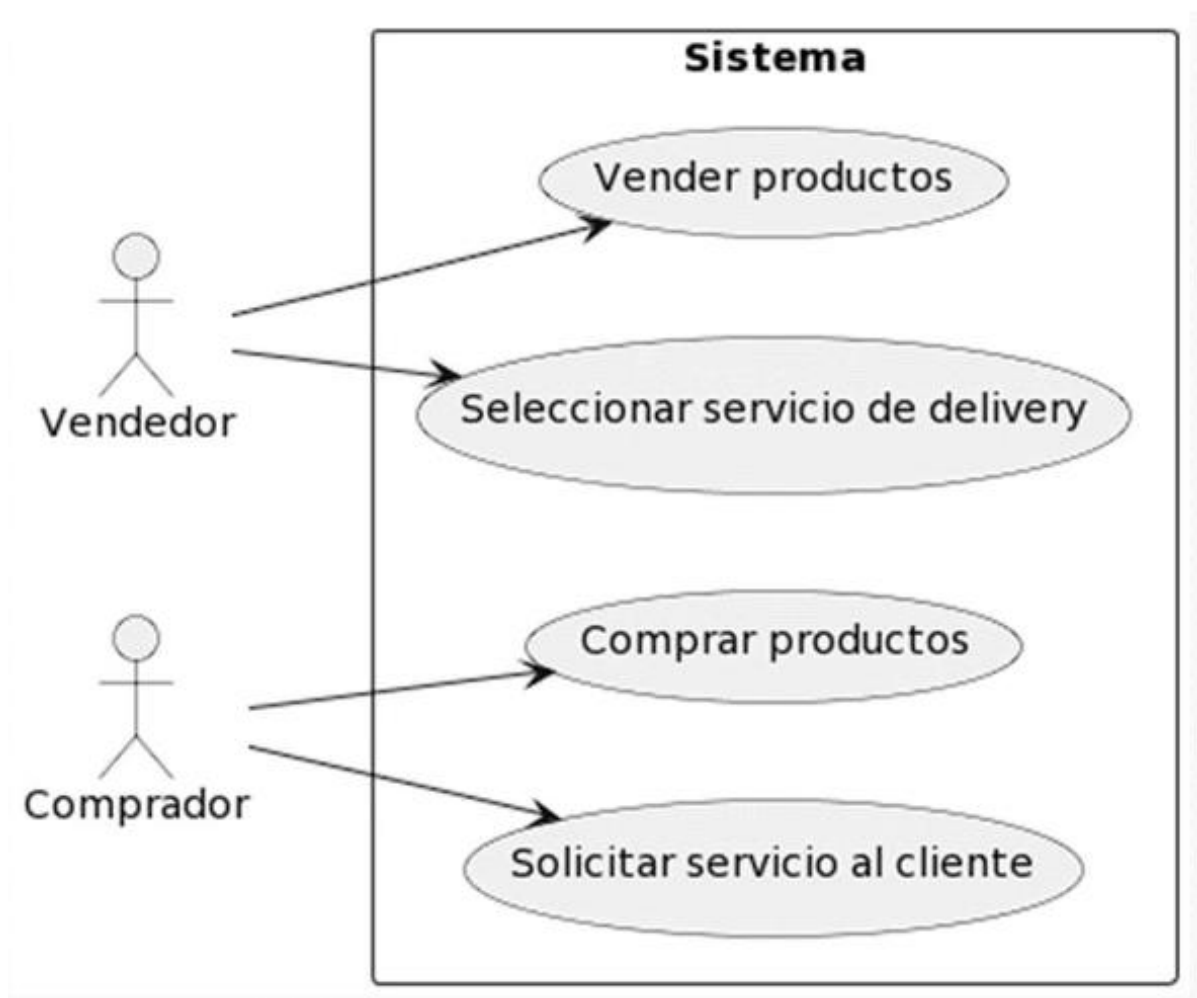 Sistema
Vender productos
Vendedor
Seleccionar servicio de delivery
Comprar productos
Comprador
Solicitar servicio al cliente